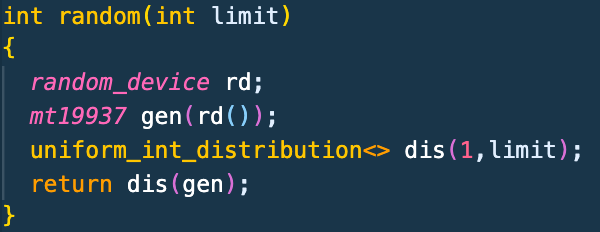 int random(int limit)
{
  random_device rd;
  mt19937 gen(rd());
  uniform_int_distribution<> dis(1,limit);
  return dis(gen);
}